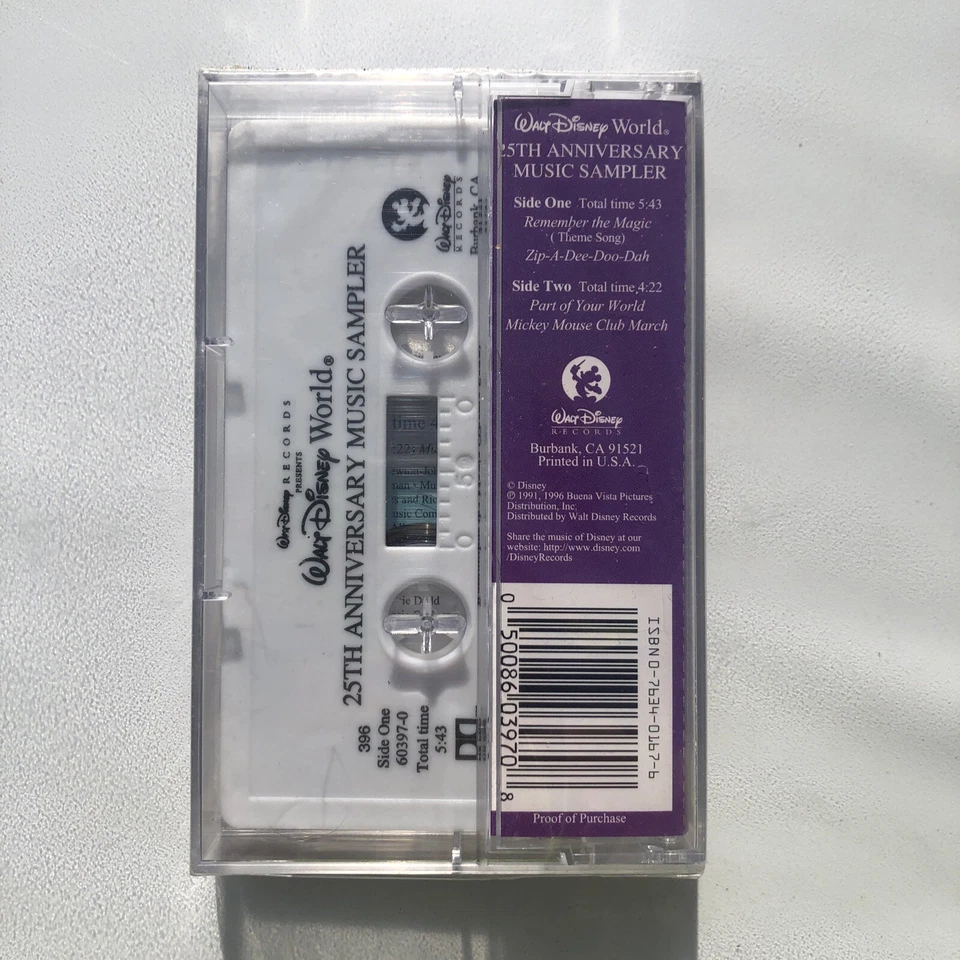 Walt Disney World®
25TH ANNIVERSARY
MUSIC SAMPLER
Side One Total time 5:43
Remember the Magic
( Theme Song)
Zip-A-Dee-Doo-Dah
Side Two Total time 4:22
Part of Your World
Mickey Mouse Club March
Walt Disney
RECORDS
Burbank, CA 91521
Printed in U.S.A.
© Disney
℗ 1991, 1996 Buena Vista Pictures
Distribution, Inc.
Distributed by Walt Disney Records
Share the music of Disney at our
website: http://www.disney.com
/DisneyRecords
ISBN 0-7634-0167-6
0 50086 03970 8
Proof of Purchase
Walt Disney RECORDS
PRESENTS
Walt Disney World®
25TH ANNIVERSARY MUSIC SAMPLER
396
Side One
60397-0
Total time
5:43
Walt Disney
RECORDS
Burbank, CA
0 50 0